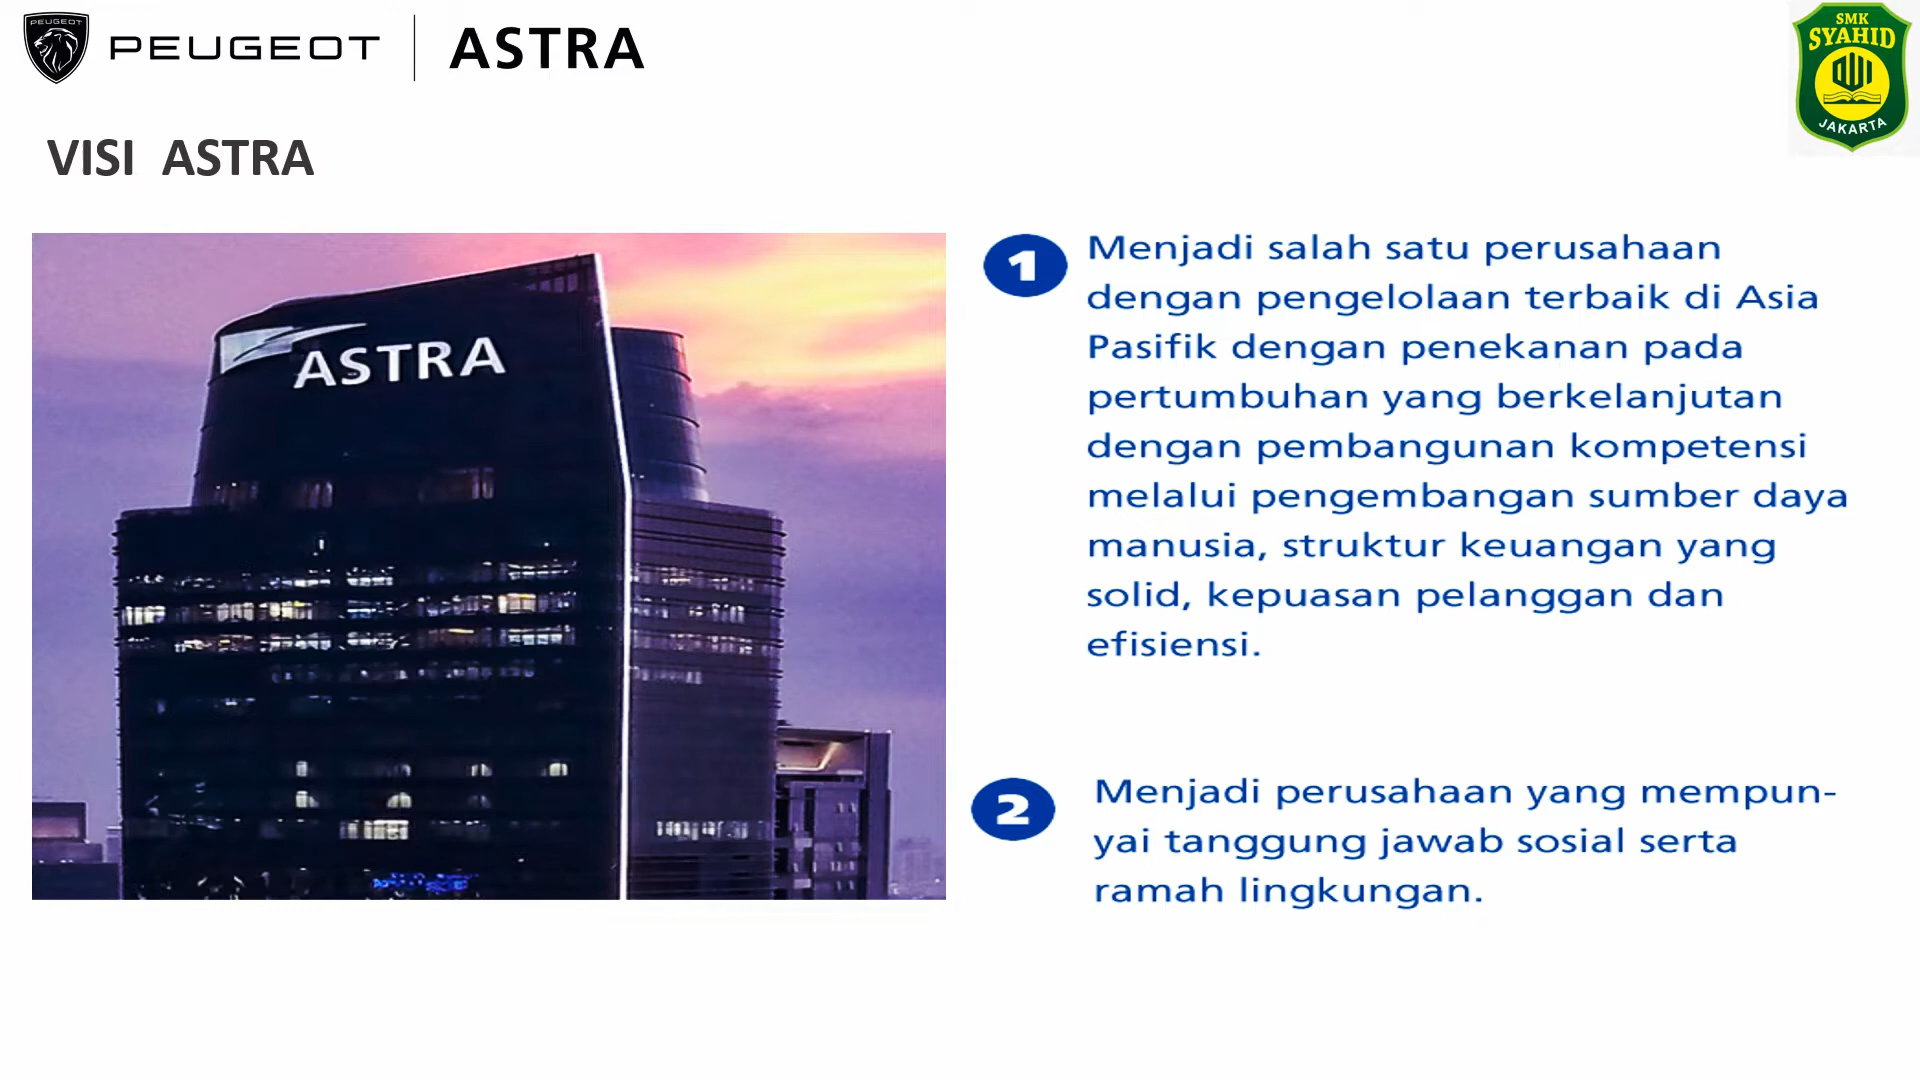 PEUGEOT
PEUGEOT
ASTRA
SMK
SYAHID
JAKARTA
VISI ASTRA
ASTRA
1
Menjadi salah satu perusahaan
dengan pengelolaan terbaik di Asia
Pasifik dengan penekanan pada
pertumbuhan yang berkelanjutan
dengan pembangunan kompetensi
melalui pengembangan sumber daya
manusia, struktur keuangan yang
solid, kepuasan pelanggan dan
efisiensi.
2
Menjadi perusahaan yang mempun-
yai tanggung jawab sosial serta
ramah lingkungan.